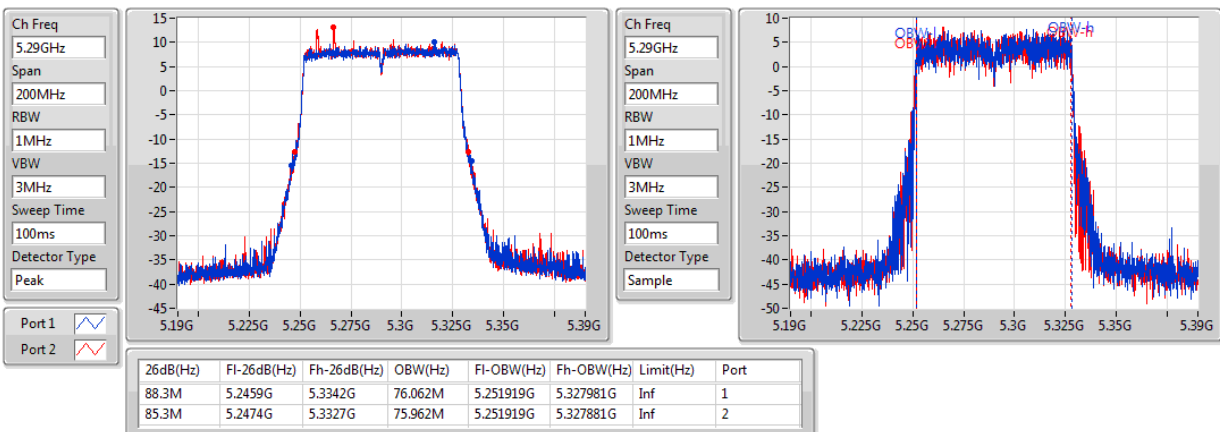 Ch Freq
5.29GHz
Span
200MHz
RBW
1MHz
VBW
3MHz
Sweep Time
100ms
Detector Type
Peak
Port 1
Port 2
15
10
5
0
-5
-10
-15
-20
-25
-30
-35
-40
-45
5.19G 5.225G 5.25G 5.275G 5.3G 5.325G 5.35G 5.39G
Ch Freq
5.29GHz
Span
200MHz
RBW
1MHz
VBW
3MHz
Sweep Time
100ms
Detector Type
Sample
10
5
0
-5
-10
-15
-20
-25
-30
-35
-40
-45
-50
OBW-h
5.19G 5.225G 5.25G 5.275G 5.3G 5.325G 5.35G 5.39G
26dB(Hz) Fl-26dB(Hz) Fh-26dB(Hz) OBW(Hz) Fl-OBW(Hz) Fh-OBW(Hz) Limit(Hz) Port
88.3M 5.2459G 5.3342G 76.062M 5.251919G 5.327981G Inf 1
85.3M 5.2474G 5.3327G 75.962M 5.251919G 5.327881G Inf 2